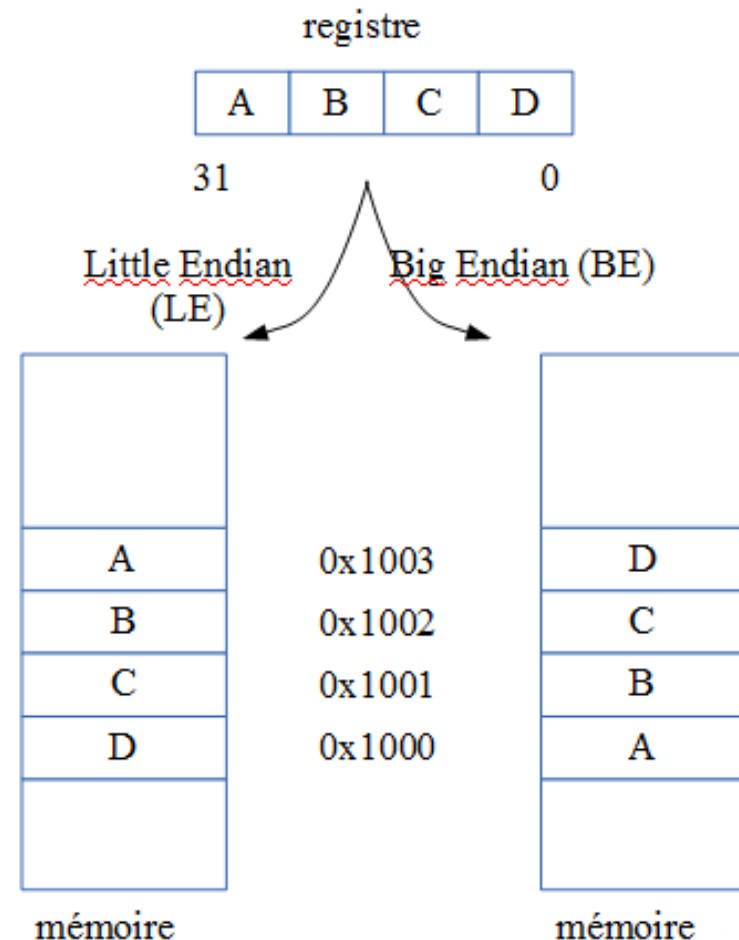 registre
A B C D
31 0
Little Endian Big Endian (BE)
(LE)
A 0x1003 D
B 0x1002 C
C 0x1001 B
D 0x1000 A
mémoire mémoire